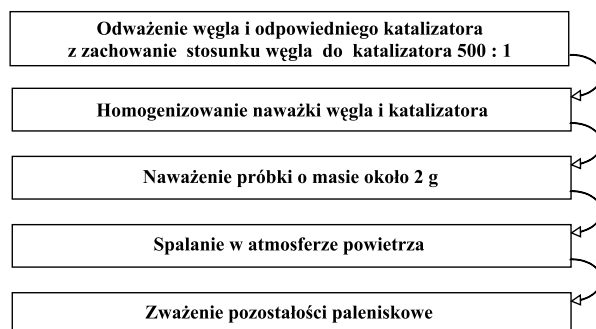 Odważenie węgla i odpowiedniego katalizatora
z zachowanie stosunku węgla do katalizatora 500 : 1
Homogenizowanie naważki węgla i katalizatora
Naważenie próbki o masie około 2 g
Spalanie w atmosferze powietrza
Zważenie pozostałości paleniskowe